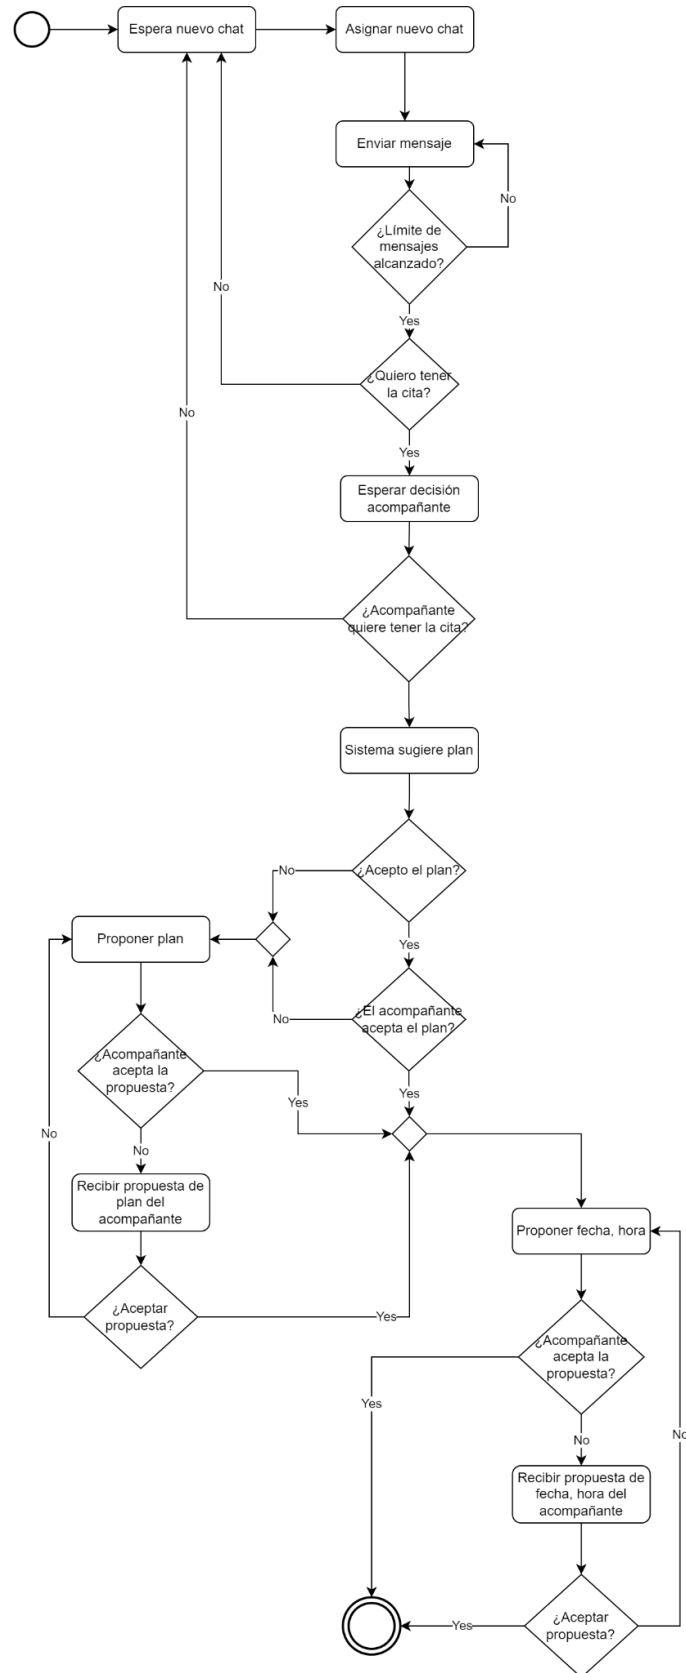 Espera nuevo chat
Asignar nuevo chat
Enviar mensaje
No
¿Límite de
mensajes
alcanzado?
No
Yes
¿Quiero tener
la cita?
No
Yes
Esperar decisión
acompañante
¿Acompañante
quiere tener la cita?
Sistema sugiere plan
¿Acepto el plan?
No
Yes
Proponer plan
¿El acompañante
acepta el plan?
No
¿Acompañante
acepta la
propuesta?
Yes
Yes
No
No
Recibir propuesta de
plan del
acompañante
Proponer fecha, hora
¿Aceptar
propuesta?
Yes
¿Acompañante
acepta la
propuesta?
Yes
No
No
Recibir propuesta de
fecha, hora del
acompañante
¿Aceptar
propuesta?
Yes